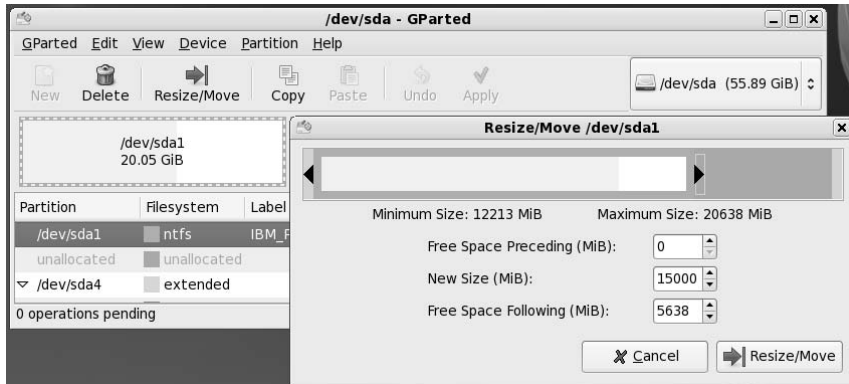 /dev/sda - GParted
GParted Edit View Device Partition Help
New Delete Resize/Move Copy Paste Undo Apply
/dev/sda (55.89 GiB)
/dev/sda1
20.05 GiB
Partition Filesystem Label
/dev/sda1 ntfs IBM_
unallocated unallocated
/dev/sda4 extended
0 operations pending
Resize/Move /dev/sda1
Minimum Size: 12213 MiB Maximum Size: 20638 MiB
Free Space Preceding (MiB): 0
New Size (MiB): 15000
Free Space Following (MiB): 5638
Cancel Resize/Move